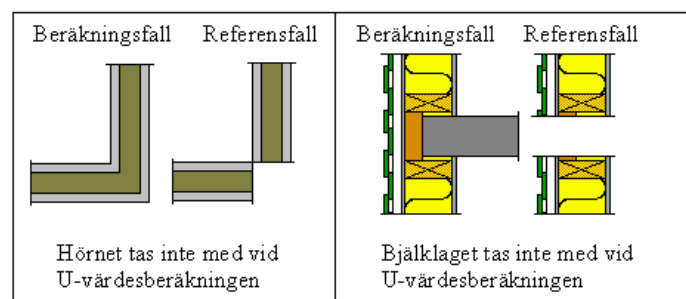 Beräkningsfall Referensfall
Hörnet tas inte med vid
U-värdesberäkningen
Beräkningsfall Referensfall
Bjälklaget tas inte med vid
U-värdesberäkningen